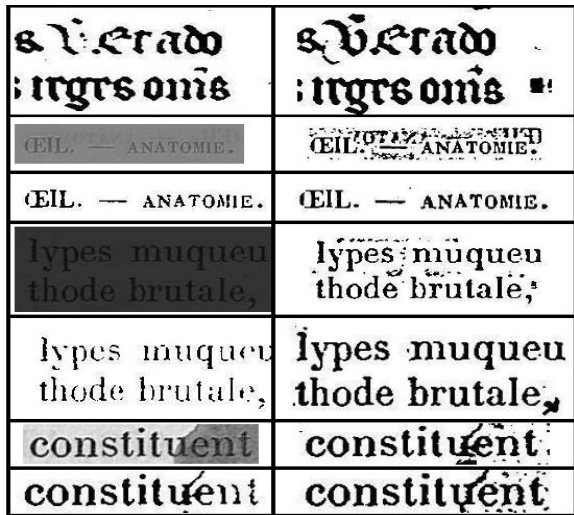 ŒIL. — ANATOMIE.
ŒIL. — ANATOMIE.
ŒIL. — ANATOMIE.
ŒIL. — ANATOMIE.
lypes muqueu
thode brutale,
lypes muqueu
thode brutale,
lypes muqueu
thode brutale,
lypes muqueu
thode brutale,
constituent
constituent
constituent
constituent